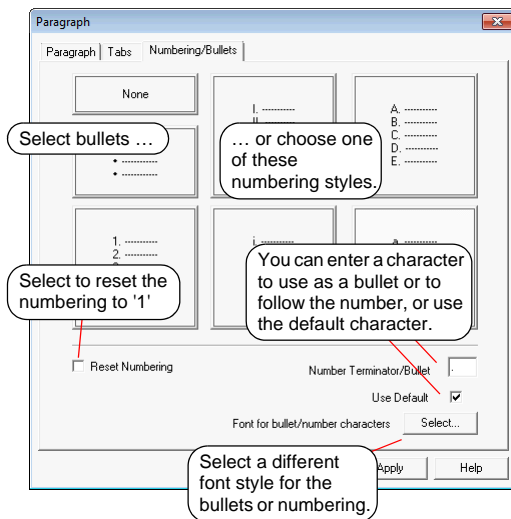 Paragraph
Paragraph Tabs Numbering/Bullets
None
I. -----------
II. -----------
A. -----------
B. -----------
C. -----------
D. -----------
E. -----------
Select bullets …
• -----------
• -----------
… or choose one
of these
numbering styles.
1. -----------
2. -----------
i. -----------
a. -----------
Select to reset the
numbering to '1'
You can enter a character
to use as a bullet or to
follow the number, or use
the default character.
Reset Numbering
Number Terminator/Bullet .
Use Default
Font for bullet/number characters Select...
Select a different
font style for the
bullets or numbering.
Apply Help